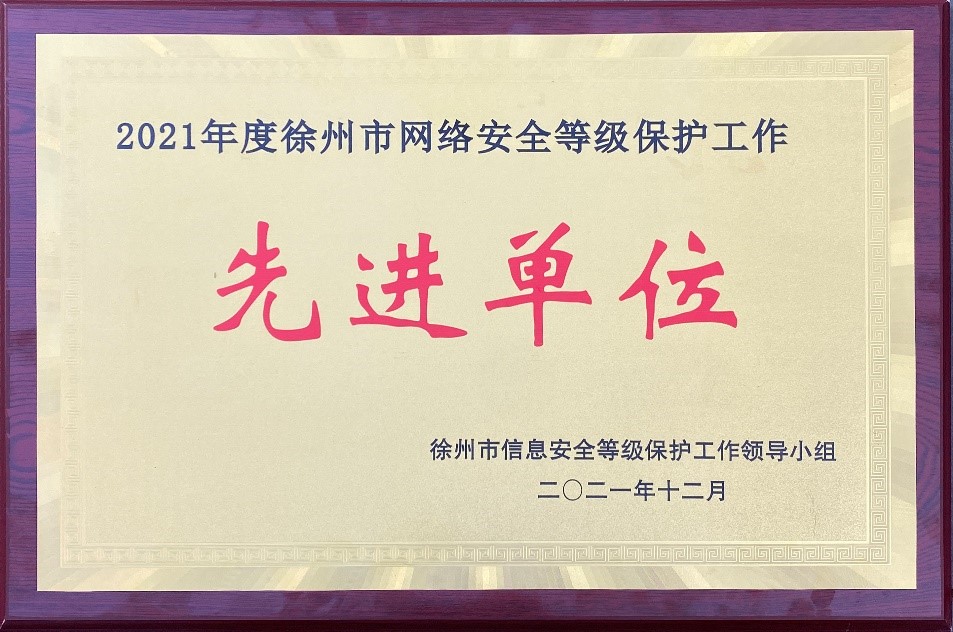 2021年度徐州市网络安全等级保护工作
先进单位
徐州市信息安全等级保护工作领导小组
二〇二一年十二月